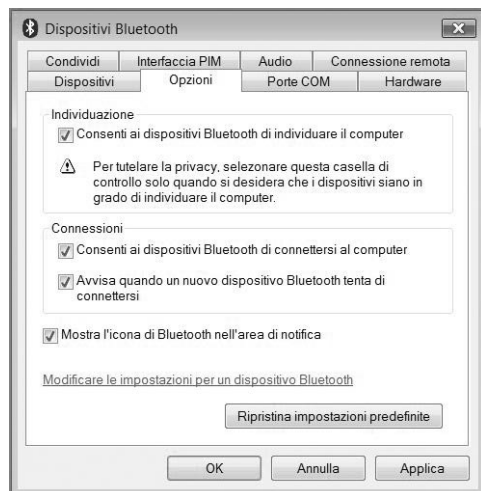 Dispositivi Bluetooth
Condividi Interfaccia PIM Audio Connessione remota
Dispositivi Opzioni Porte COM Hardware
Individuazione
Consenti ai dispositivi Bluetooth di individuare il computer
Per tutelare la privacy, selezonare questa casella di
controllo solo quando si desidera che i dispositivi siano in
grado di individuare il computer.
Connessioni
Consenti ai dispositivi Bluetooth di connettersi al computer
Avvisa quando un nuovo dispositivo Bluetooth tenta di
connettersi
Mostra l'icona di Bluetooth nell'area di notifica
Modificare le impostazioni per un dispositivo Bluetooth
Ripristina impostazioni predefinite
OK Annulla Applica